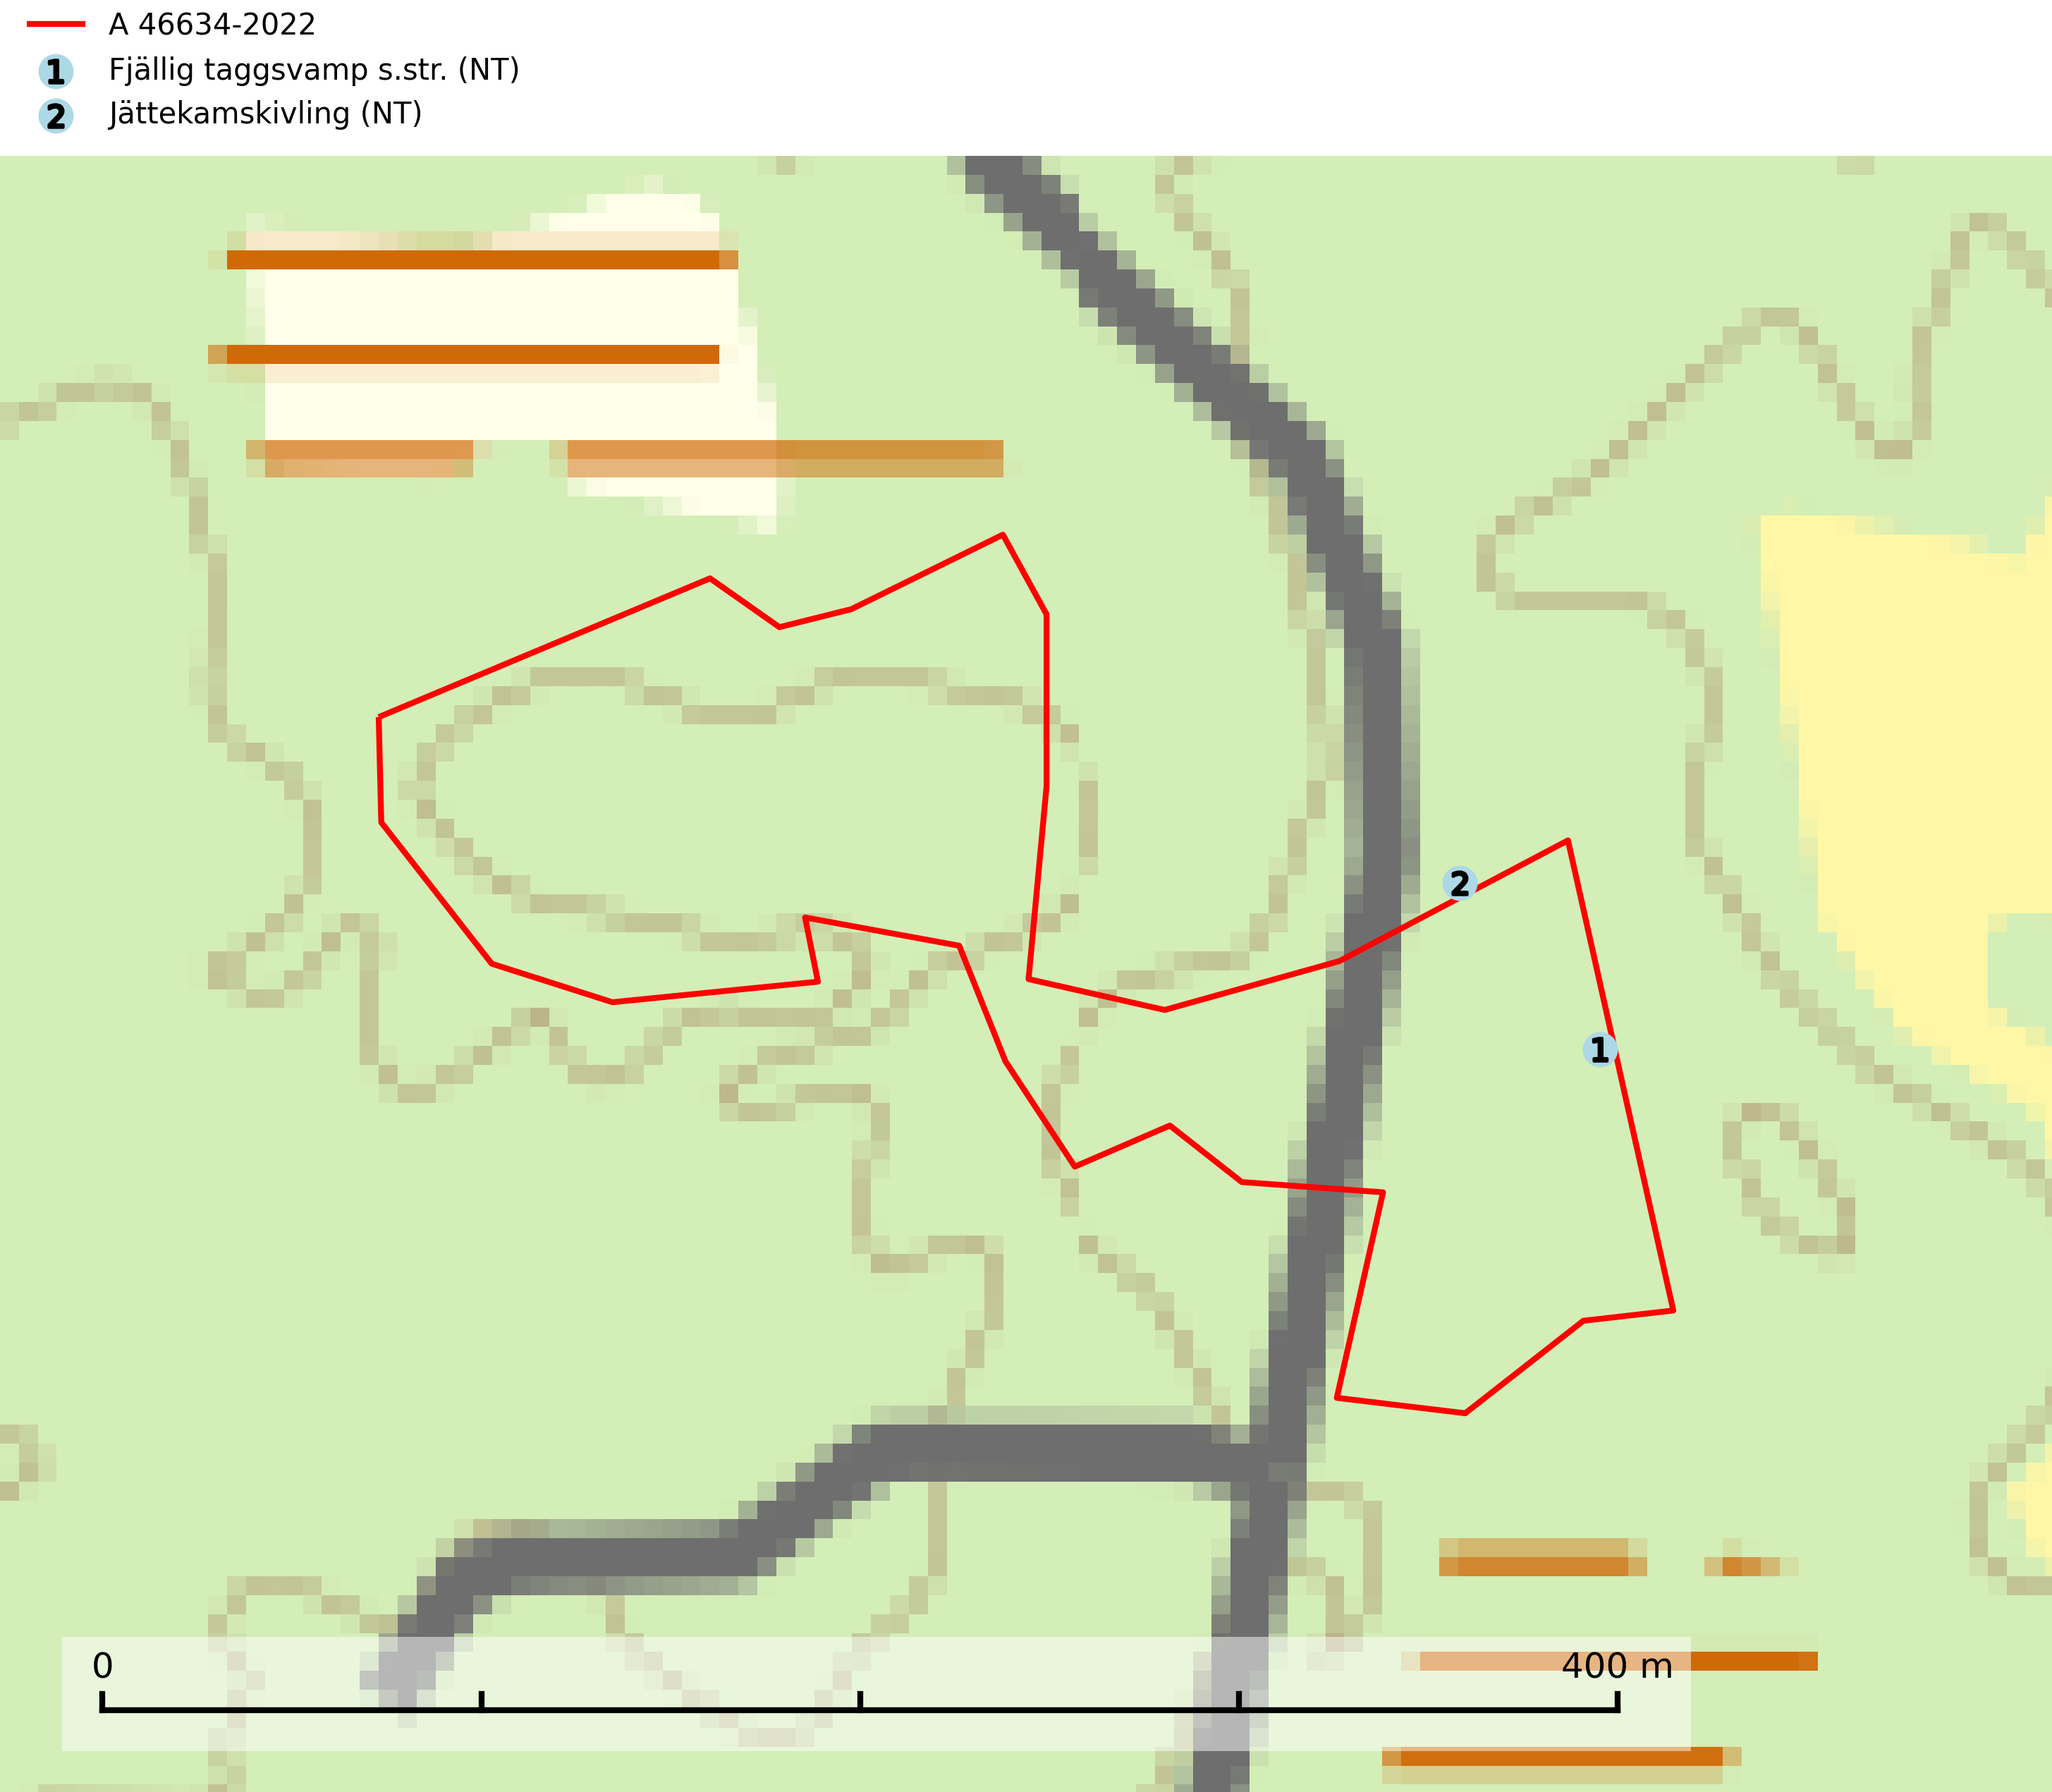 A 46634-2022
1 Fjällig taggsvamp s.str. (NT)
2 Jättekamskivling (NT)
2
1
0 400 m